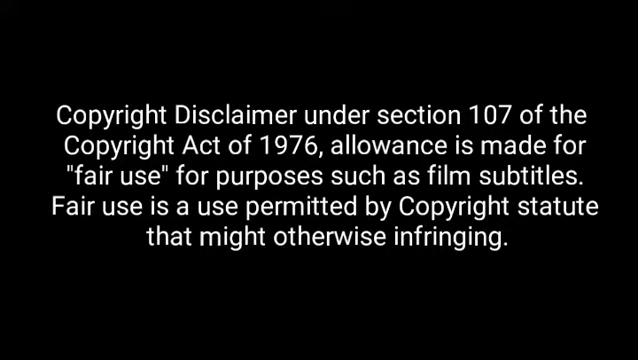 Copyright Disclaimer under section 107 of the
Copyright Act of 1976, allowance is made for
"fair use" for purposes such as film subtitles.
Fair use is a use permitted by Copyright statute
that might otherwise infringing.